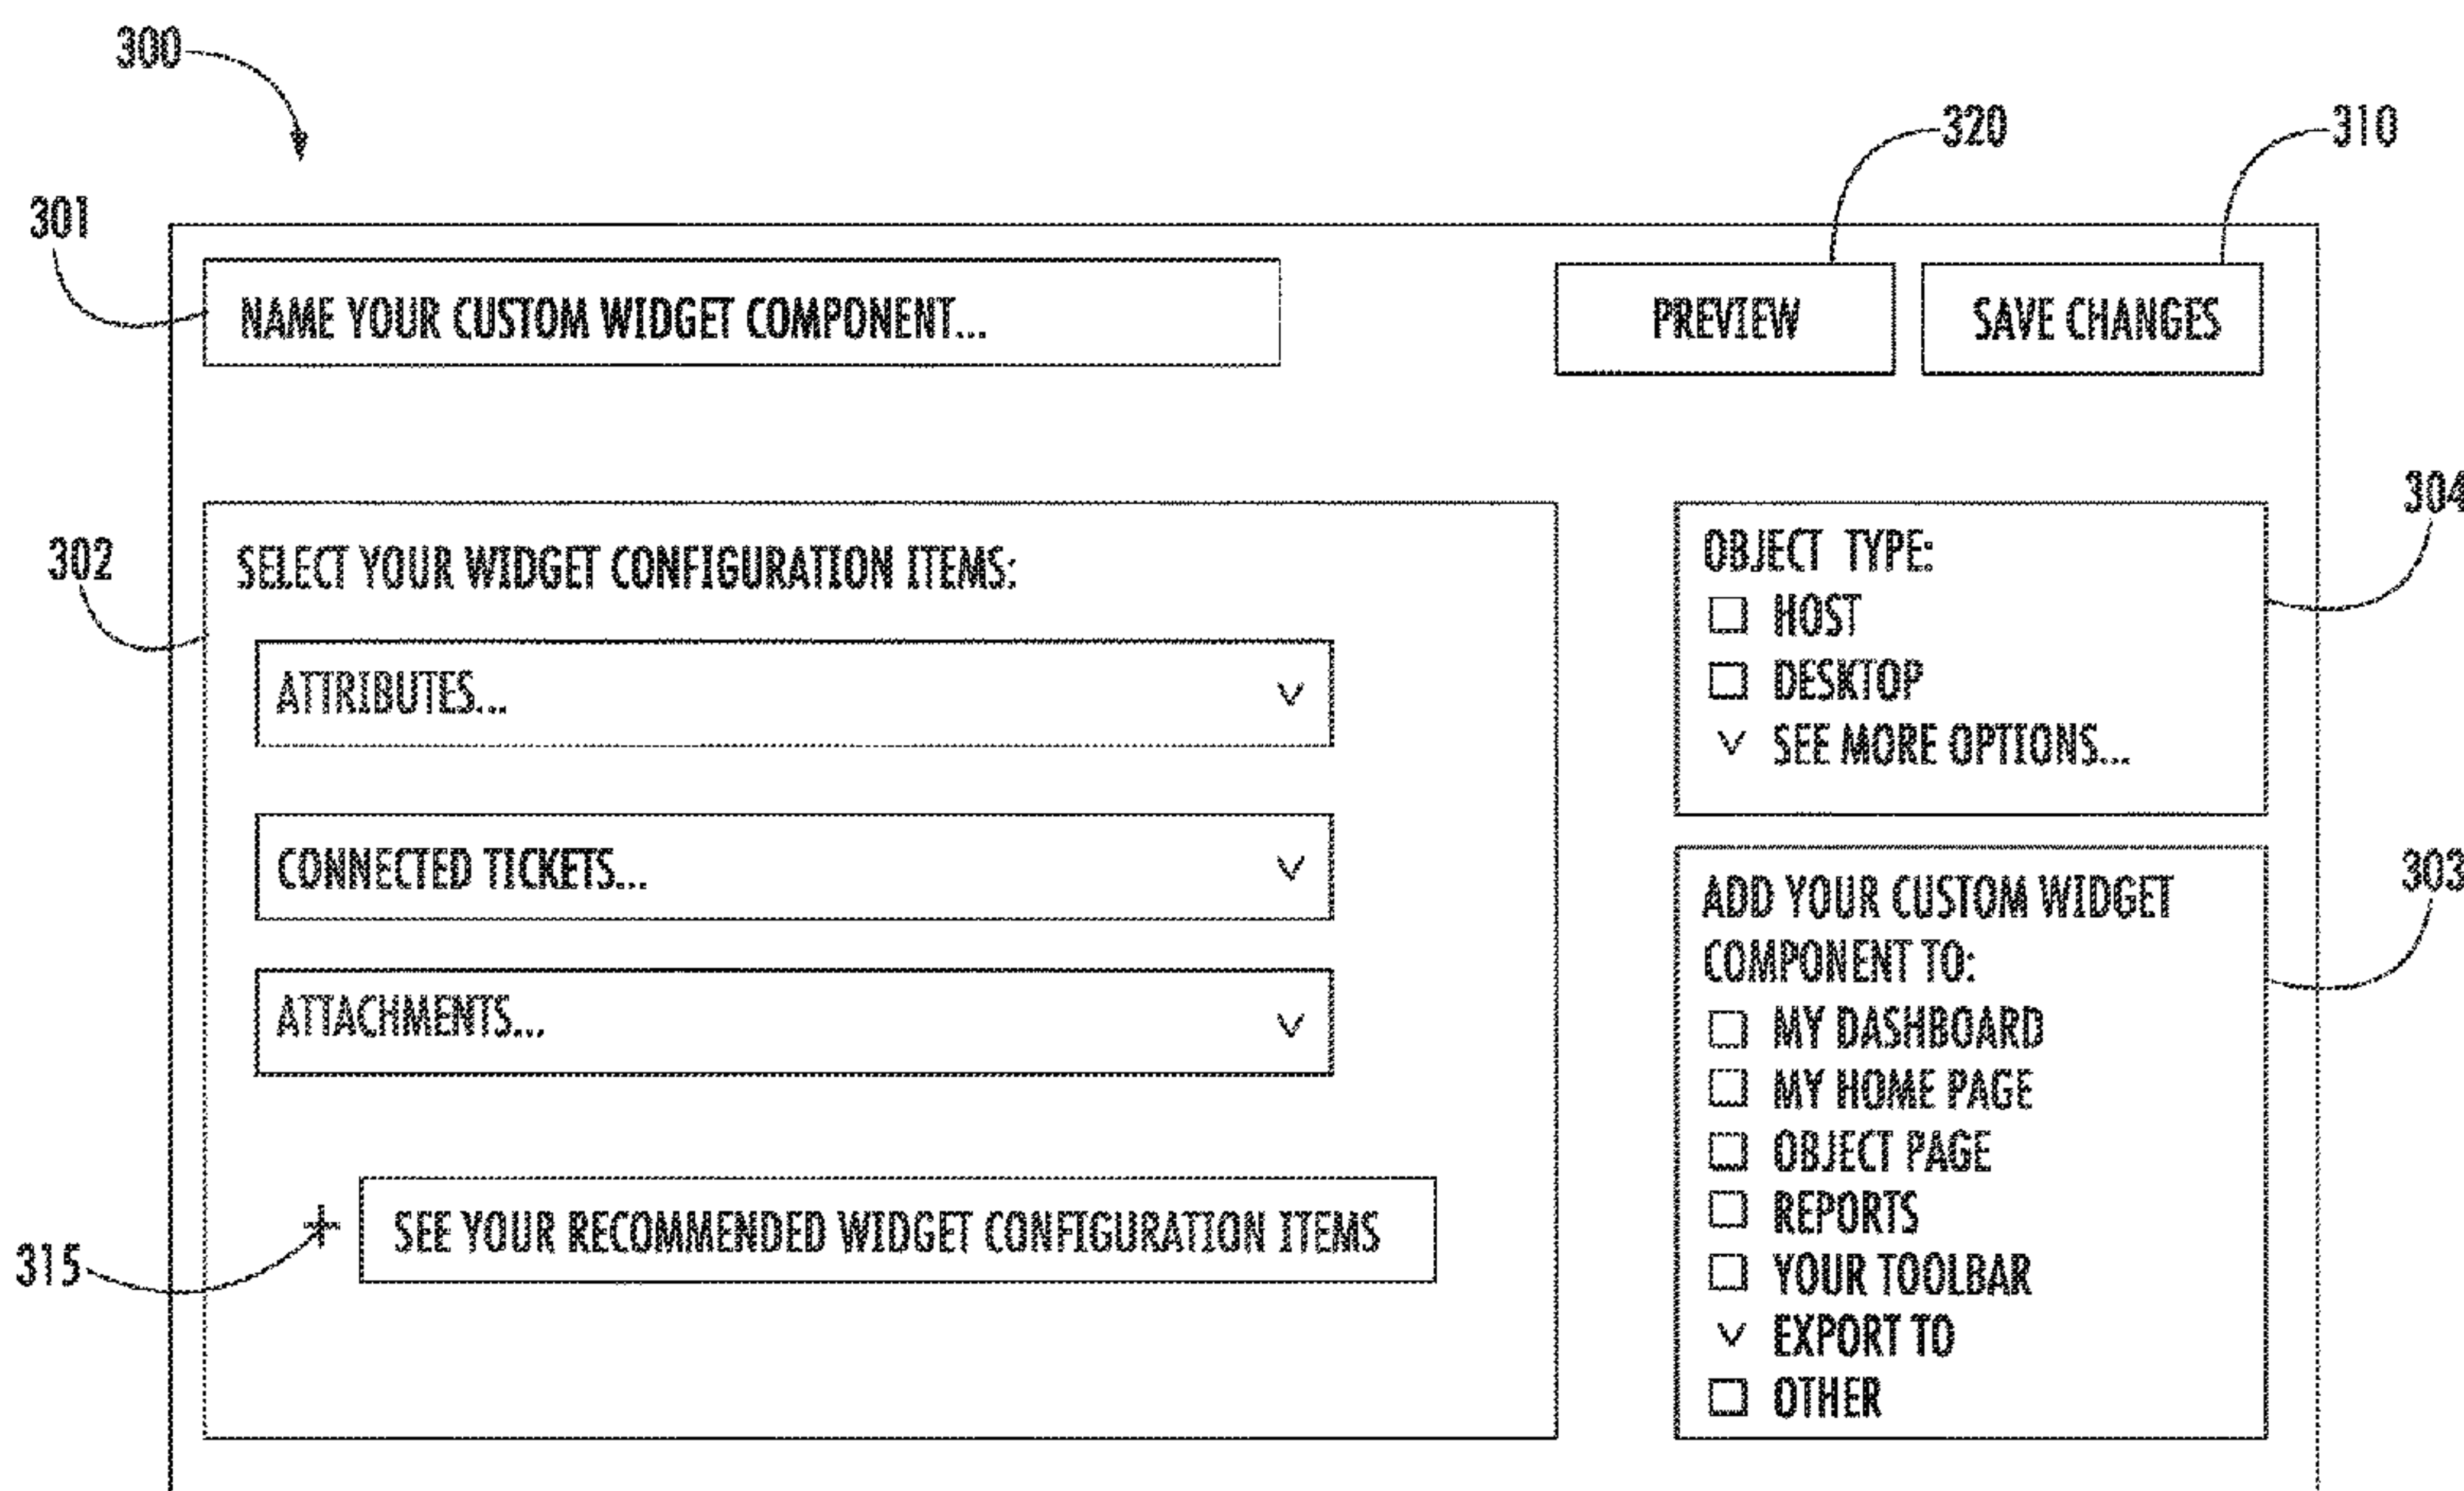 300
320
310
301
NAME YOUR CUSTOM WIDGET COMPONENT...
PREVIEW
SAVE CHANGES
304
302
SELECT YOUR WIDGET CONFIGURATION ITEMS:
ATTRIBUTES...
CONNECTED TICKETS...
ATTACHMENTS...
315
SEE YOUR RECOMMENDED WIDGET CONFIGURATION ITEMS
OBJECT TYPE:
HOST
DESKTOP
SEE MORE OPTIONS...
303
ADD YOUR CUSTOM WIDGET
COMPONENT TO:
MY DASHBOARD
MY HOME PAGE
OBJECT PAGE
REPORTS
YOUR TOOLBAR
EXPORT TO
OTHER